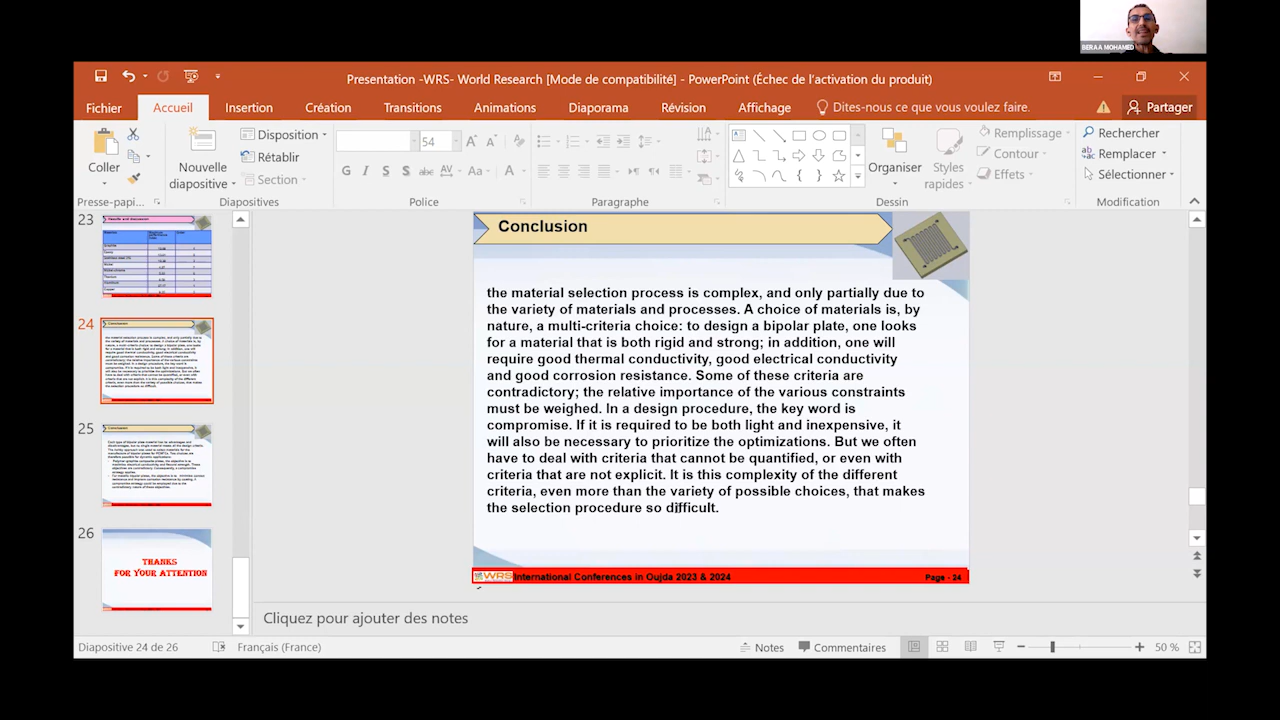 BERAA MOHAMED
Presentation -WRS- World Research [Mode de compatibilité] - PowerPoint (Échec de l'activation du produit)
Fichier Accueil Insertion Création Transitions Animations Diaporama Révision Affichage Dites-nous ce que vous voulez faire. Partager
Coller
Presse-papi...
Nouvelle
diapositive
Disposition
Rétablir
Section
Diapositives
54
G I S S abc AV Aa A
Police
Paragraphe
Organiser
Styles
rapides
Remplissage
Contour
Effets
Dessin
Rechercher
Remplacer
Sélectionner
Modification
23
Results and discussion
24
Conclusion
25
Conclusion
26
THANKS
FOR YOUR ATTENTION
Conclusion
the material selection process is complex, and only partially due to
the variety of materials and processes. A choice of materials is, by
nature, a multi-criteria choice: to design a bipolar plate, one looks
for a material that is both rigid and strong; in addition, it will
require good thermal conductivity, good electrical conductivity
and good corrosion resistance. Some of these criteria are
contradictory; the relative importance of the various constraints
must be weighed. In a design procedure, the key word is
compromise. If it is required to be both light and inexpensive, it
will also be necessary to prioritize the optimizations. But we often
have to deal with criteria that cannot be quantified, or even with
criteria that are not explicit. It is this complexity of the different
criteria, even more than the variety of possible choices, that makes
the selection procedure so difficult.
WRS International Conferences in Oujda 2023 & 2024 Page - 24
Cliquez pour ajouter des notes
Diapositive 24 de 26 Français (France) Notes Commentaires 50 %